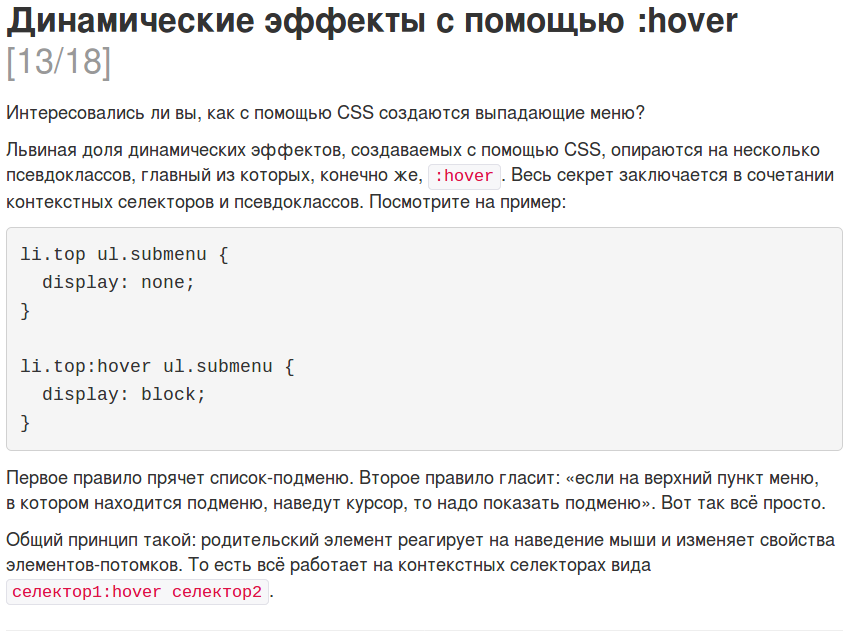 Динамические эффекты с помощью :hover
[13/18]
Интересовались ли вы, как с помощью CSS создаются выпадающие меню?
Львиная доля динамических эффектов, создаваемых с помощью CSS, опираются на несколько
псевдоклассов, главный из которых, конечно же, :hover. Весь секрет заключается в сочетании
контекстных селекторов и псевдоклассов. Посмотрите на пример:
li.top ul.submenu {
  display: none;
}
li.top:hover ul.submenu {
  display: block;
}
Первое правило прячет список-подменю. Второе правило гласит: «если на верхний пункт меню,
в котором находится подменю, наведут курсор, то надо показать подменю». Вот так всё просто.
Общий принцип такой: родительский элемент реагирует на наведение мыши и изменяет свойства
элементов-потомков. То есть всё работает на контекстных селекторах вида
селектор1:hover селектор2.